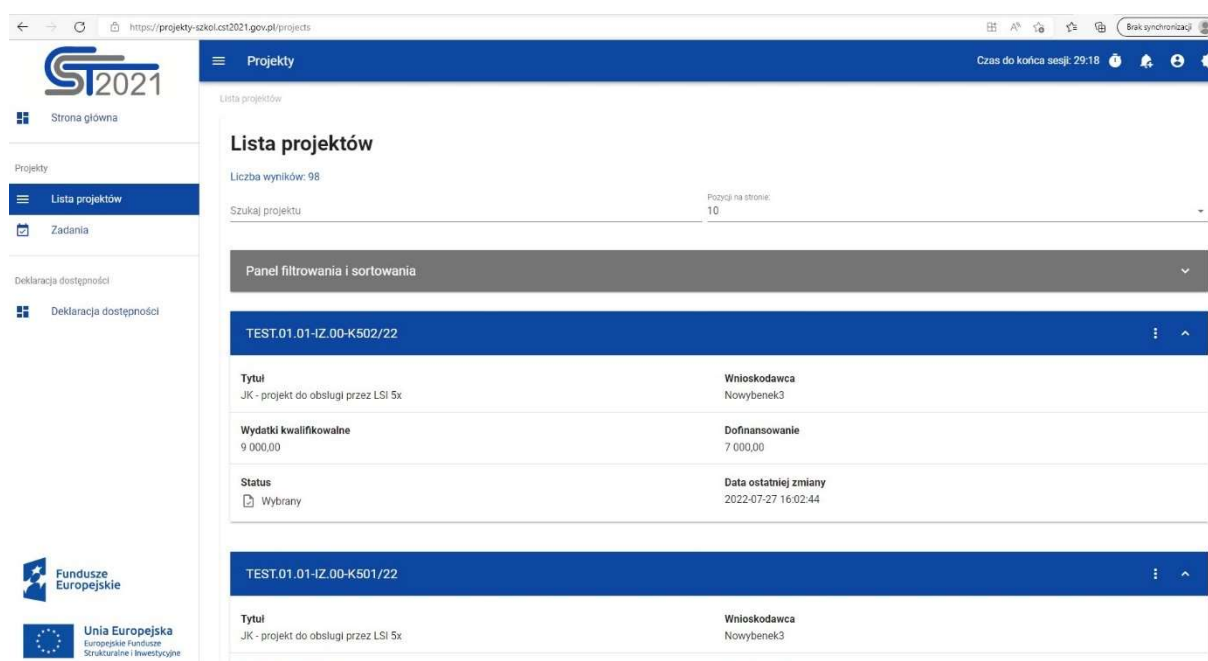 https://projekty-szkol.cst2021.gov.pl/projects
Brak synchronizacji
CST2021
Projekty
Czas do końca sesji: 29:18
Strona główna
Projekty
Lista projektów
Zadania
Deklaracja dostępności
Deklaracja dostępności
Fundusze
Europejskie
Unia Europejska
Europejskie Fundusze
Strukturalne i Inwestycyjne
Lista projektów
Lista projektów
Liczba wyników: 98
Szukaj projektu
Pozycji na stronie:
10
Panel filtrowania i sortowania
TEST.01.01-IZ.00-K502/22
Tytuł
Wnioskodawca
JK - projekt do obslugi przez LSI 5x
Nowybenek3
Wydatki kwalifikowalne
Dofinansowanie
9 000,00
7 000,00
Status
Data ostatniej zmiany
Wybrany
2022-07-27 16:02:44
TEST.01.01-IZ.00-K501/22
Tytuł
Wnioskodawca
JK - projekt do obslugi przez LSI 5x
Nowybenek3